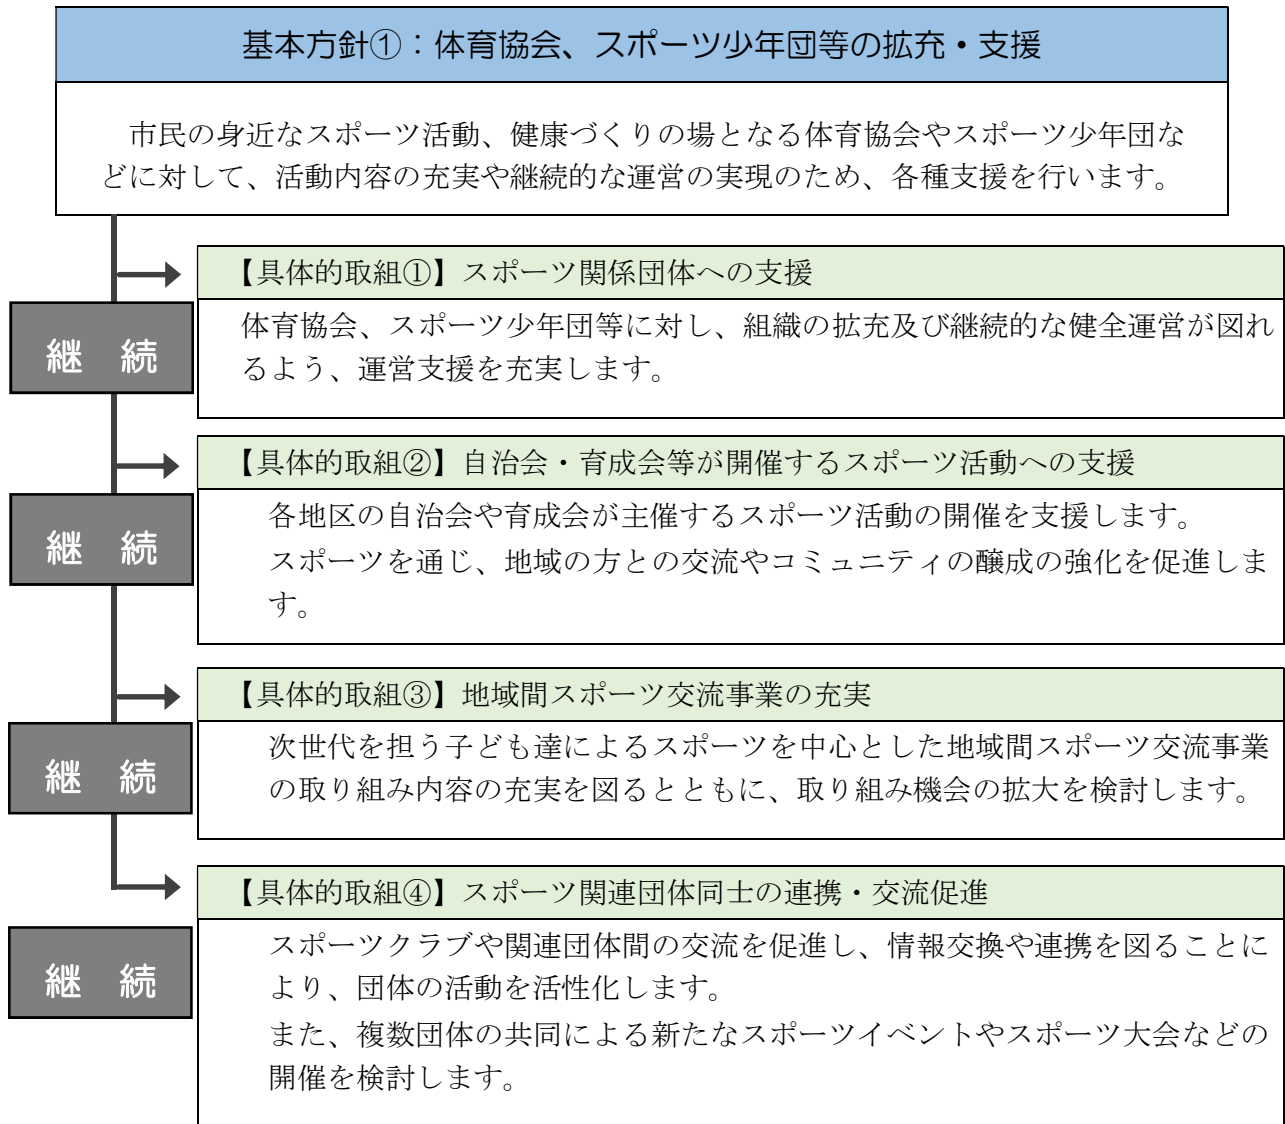 基本方針①：体育協会、スポーツ少年団等の拡充・支援
市民の身近なスポーツ活動、健康づくりの場となる体育協会やスポーツ少年団な
どに対して、活動内容の充実や継続的な運営の実現のため、各種支援を行います。
【具体的取組①】スポーツ関係団体への支援
継　続
体育協会、スポーツ少年団等に対し、組織の拡充及び継続的な健全運営が図れ
るよう、運営支援を充実します。
【具体的取組②】自治会・育成会等が開催するスポーツ活動への支援
継　続
各地区の自治会や育成会が主催するスポーツ活動の開催を支援します。
スポーツを通じ、地域の方との交流やコミュニティの醸成の強化を促進しま
す。
【具体的取組③】地域間スポーツ交流事業の充実
継　続
次世代を担う子ども達によるスポーツを中心とした地域間スポーツ交流事業
の取り組み内容の充実を図るとともに、取り組み機会の拡大を検討します。
【具体的取組④】スポーツ関連団体同士の連携・交流促進
継　続
スポーツクラブや関連団体間の交流を促進し、情報交換や連携を図ることに
より、団体の活動を活性化します。
また、複数団体の共同による新たなスポーツイベントやスポーツ大会などの
開催を検討します。